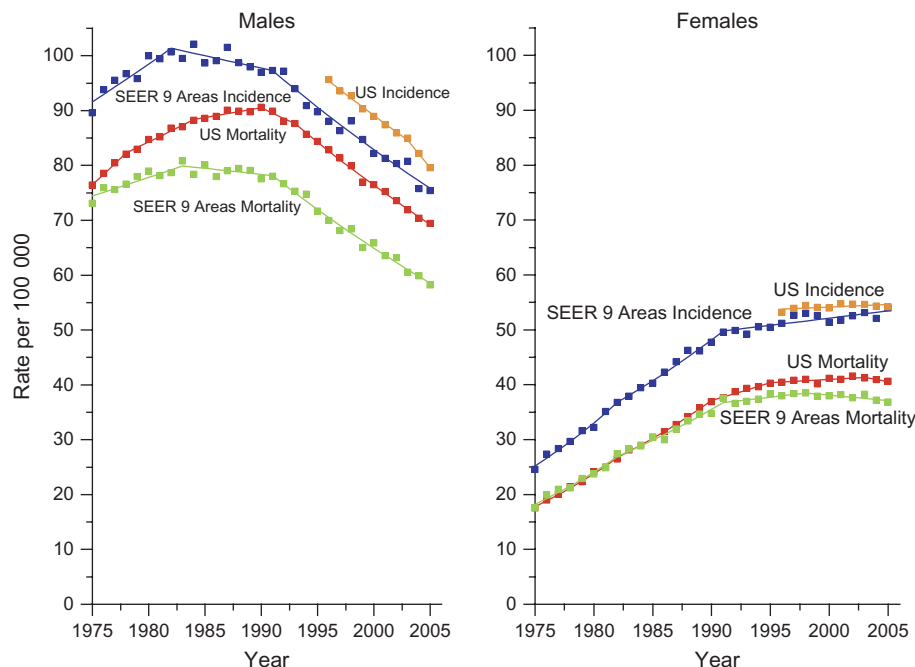 Males
Rate per 100 000
100
90
80
70
60
50
40
30
20
10
0
SEER 9 Areas Incidence
US Incidence
US Mortality
SEER 9 Areas Mortality
1975 1980 1985 1990 1995 2000 2005
Year
Females
100
90
80
70
60
50
40
30
20
10
0
US Incidence
SEER 9 Areas Incidence
US Mortality
SEER 9 Areas Mortality
1975 1980 1985 1990 1995 2000 2005
Year